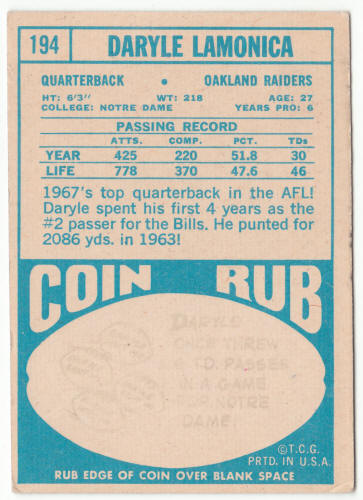 194 DARYLE LAMONICA
QUARTERBACK • OAKLAND RAIDERS
HT: 6'3" WT: 218 AGE: 27
COLLEGE: NOTRE DAME YEARS PRO: 6
PASSING RECORD
ATTS. COMP. PCT. TDs
YEAR 425 220 51.8 30
LIFE 778 370 47.6 46
1967's top quarterback in the AFL!
Daryle spent his first 4 years as the
#2 passer for the Bills. He punted for
2086 yds. in 1963!
COIN RUB
DARYLE
ONCE THREW
TD. PASSES
IN A GAME
FOR NOTRE
DAME!
©T.C.G.
PRTD. IN U.S.A.
RUB EDGE OF COIN OVER BLANK SPACE